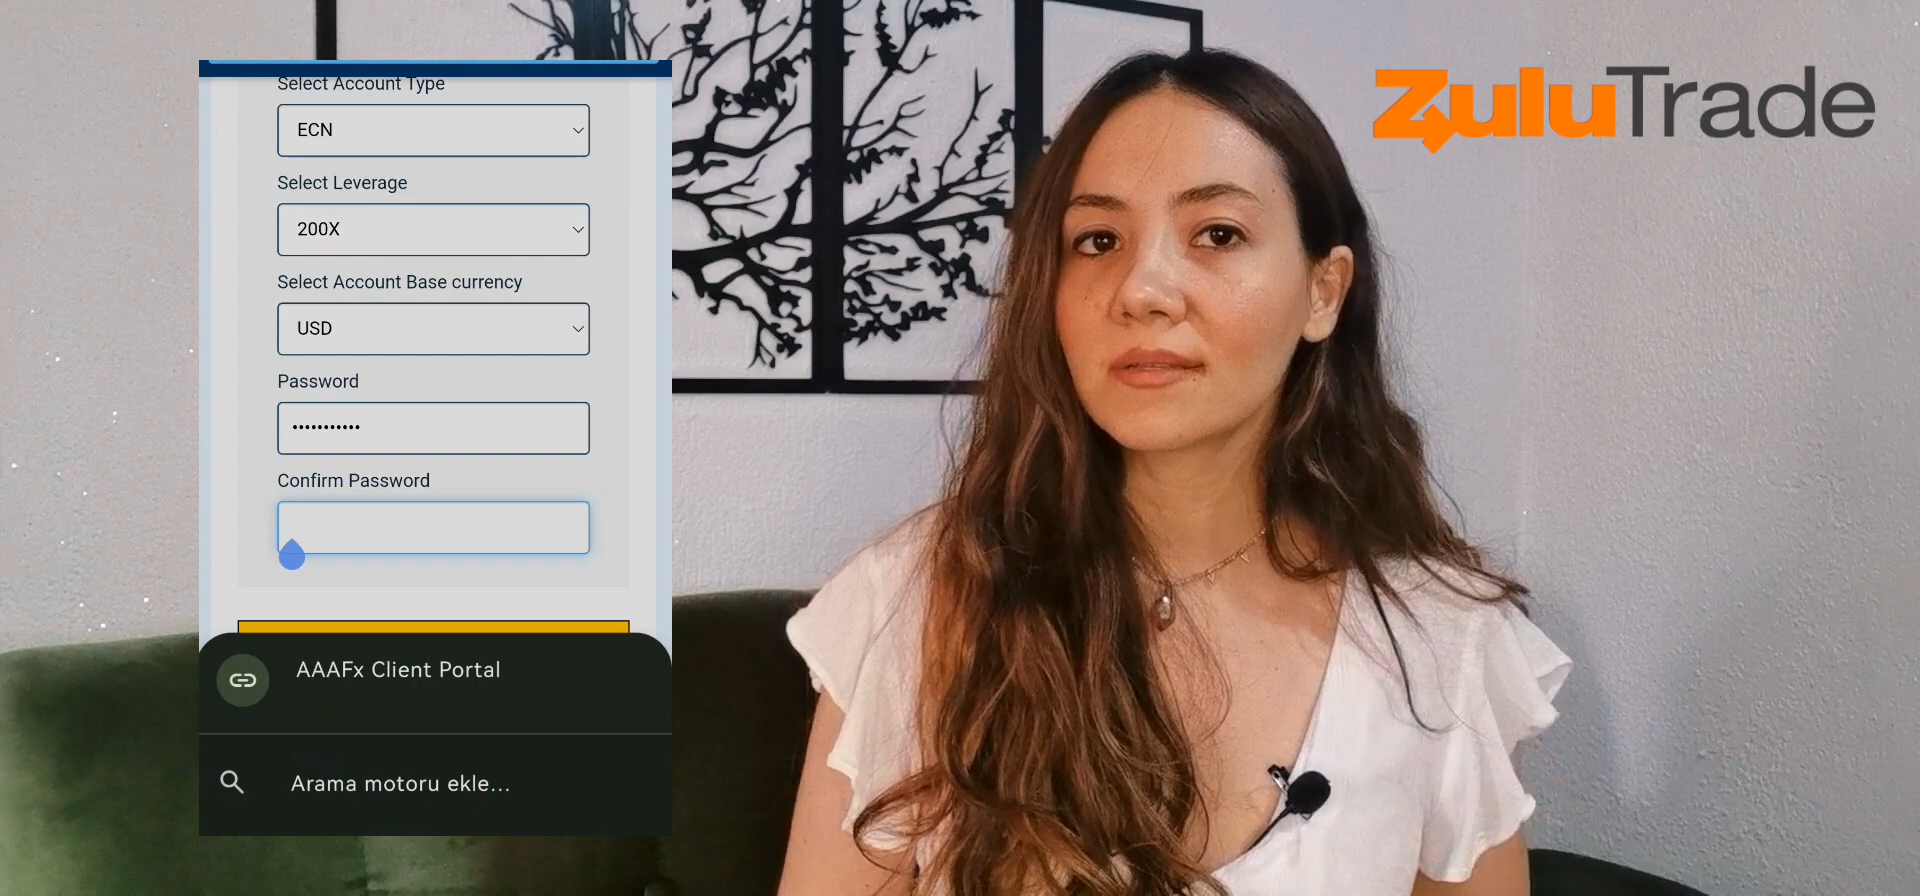 Select Account Type
ECN
Select Leverage
200X
Select Account Base currency
USD
Password
•••••••••••
Confirm Password
AAAFx Client Portal
Arama motoru ekle...
ZuluTrade